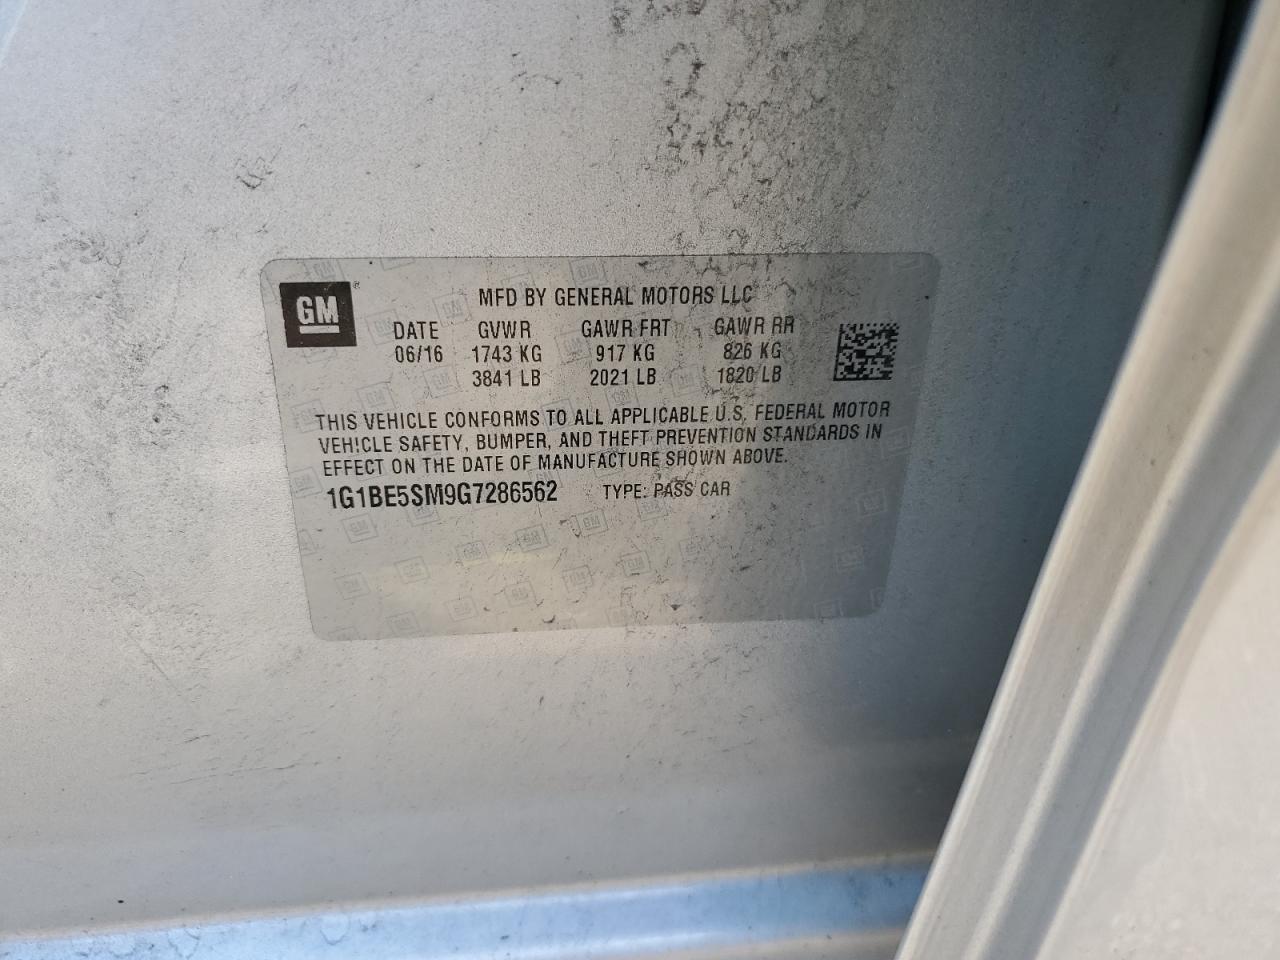 GM ®
MFD BY GENERAL MOTORS LLC
DATE GVWR GAWR FRT GAWR RR
06/16 1743 KG 917 KG 826 KG
3841 LB 2021 LB 1820 LB
THIS VEHICLE CONFORMS TO ALL APPLICABLE U.S. FEDERAL MOTOR
VEHICLE SAFETY, BUMPER, AND THEFT PREVENTION STANDARDS IN
EFFECT ON THE DATE OF MANUFACTURE SHOWN ABOVE.
1G1BE5SM9G7286562 TYPE: PASS CAR